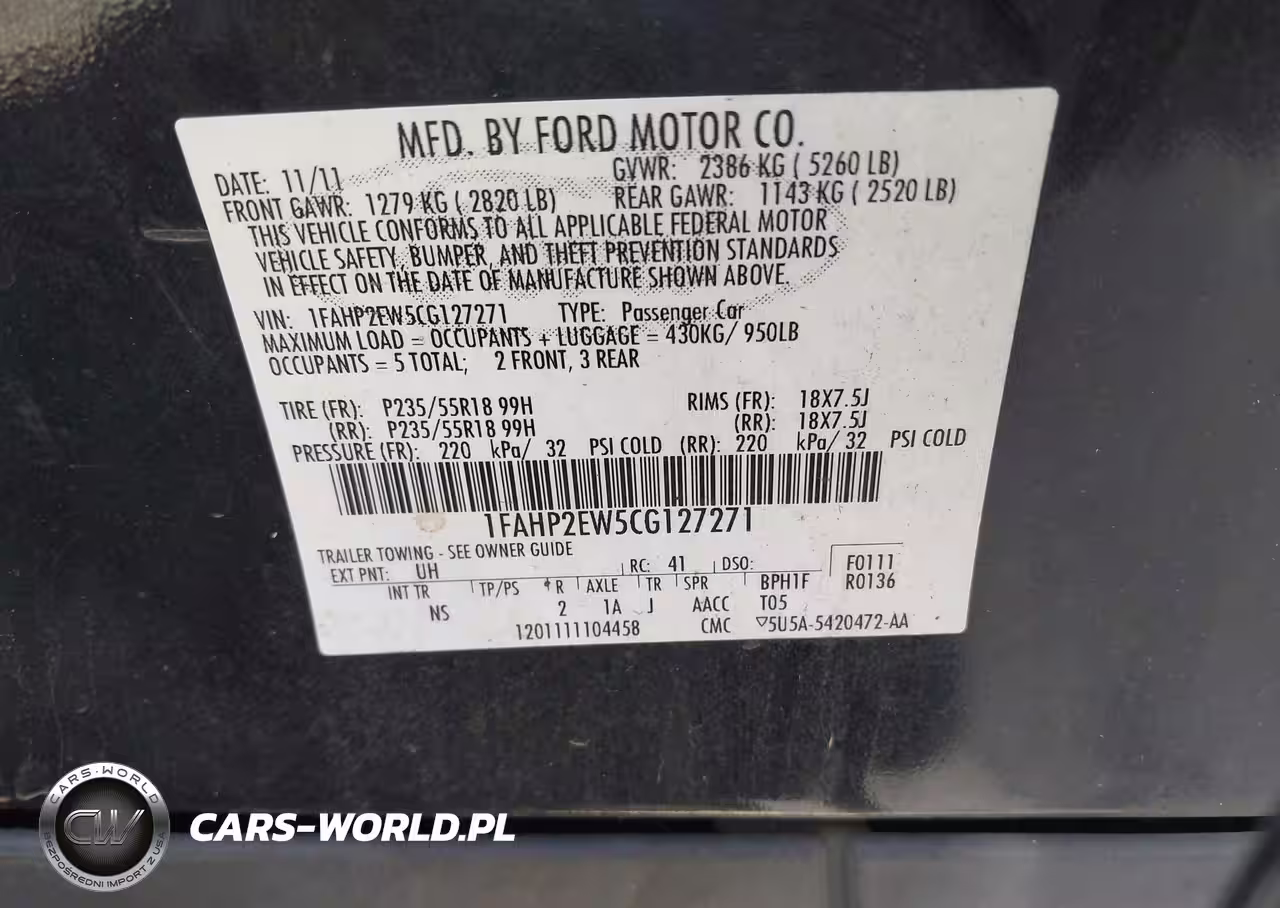 MFD. BY FORD MOTOR CO.
DATE: 11/11 GVWR: 2386 KG ( 5260 LB)
FRONT GAWR: 1279 KG ( 2820 LB) REAR GAWR: 1143 KG ( 2520 LB)
THIS VEHICLE CONFORMS TO ALL APPLICABLE FEDERAL MOTOR
VEHICLE SAFETY, BUMPER, AND THEFT PREVENTION STANDARDS
IN EFFECT ON THE DATE OF MANUFACTURE SHOWN ABOVE.
VIN: 1FAHP2EW5CG127271 TYPE: Passenger Car
MAXIMUM LOAD = OCCUPANTS + LUGGAGE = 430KG/ 950LB
OCCUPANTS = 5 TOTAL; 2 FRONT, 3 REAR
TIRE (FR): P235/55R18 99H RIMS (FR): 18X7.5J
(RR): P235/55R18 99H (RR): 18X7.5J
PRESSURE (FR): 220 kPa/ 32 PSI COLD (RR): 220 kPa/ 32 PSI COLD
1FAHP2EW5CG127271
TRAILER TOWING - SEE OWNER GUIDE
EXT PNT: UH RC: 41 DSO: F0111
INT TR TP/PS R AXLE TR SPR BPH1F R0136
NS 2 1A J AACC T05
1201111104458 CMC ▽5U5A-5420472-AA
CARS-WORLD
CW
BEZPOŚREDNI IMPORT Z USA
CARS-WORLD.PL